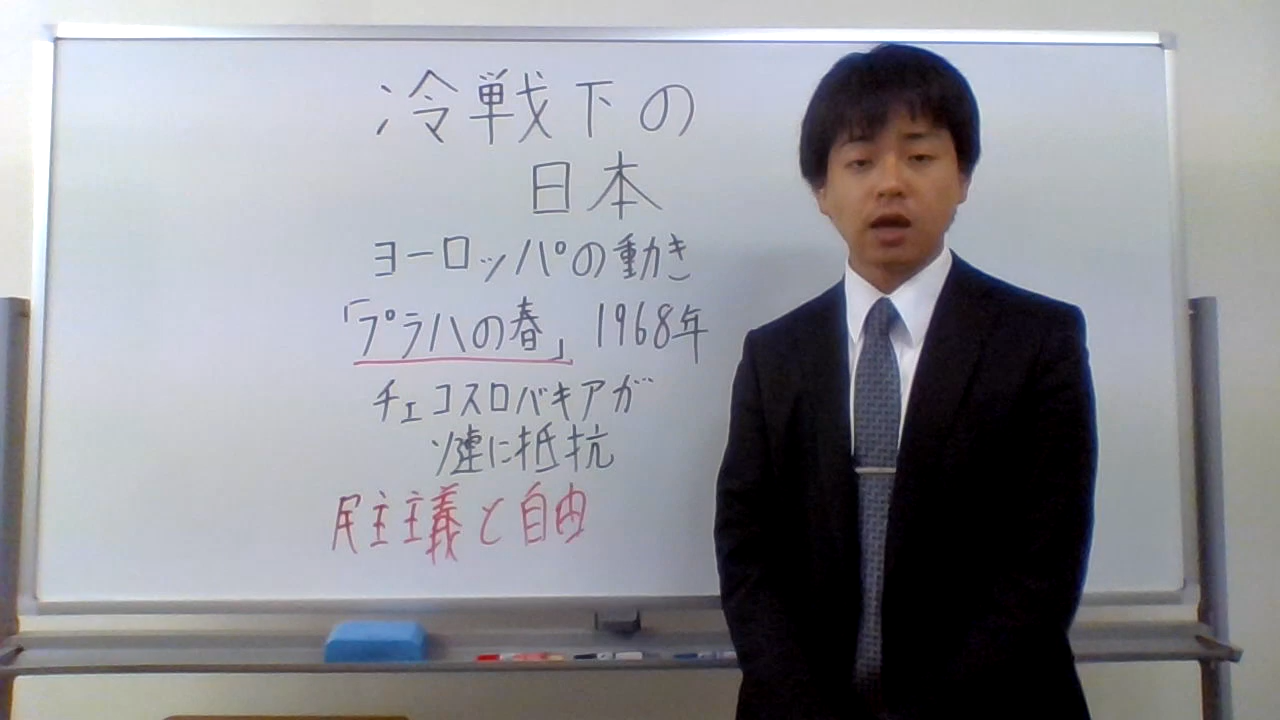 冷戦下の
日本
ヨーロッパの動き
「プラハの春」 1968年
チェコスロバキアが
ソ連に抵抗
民主主義と自由